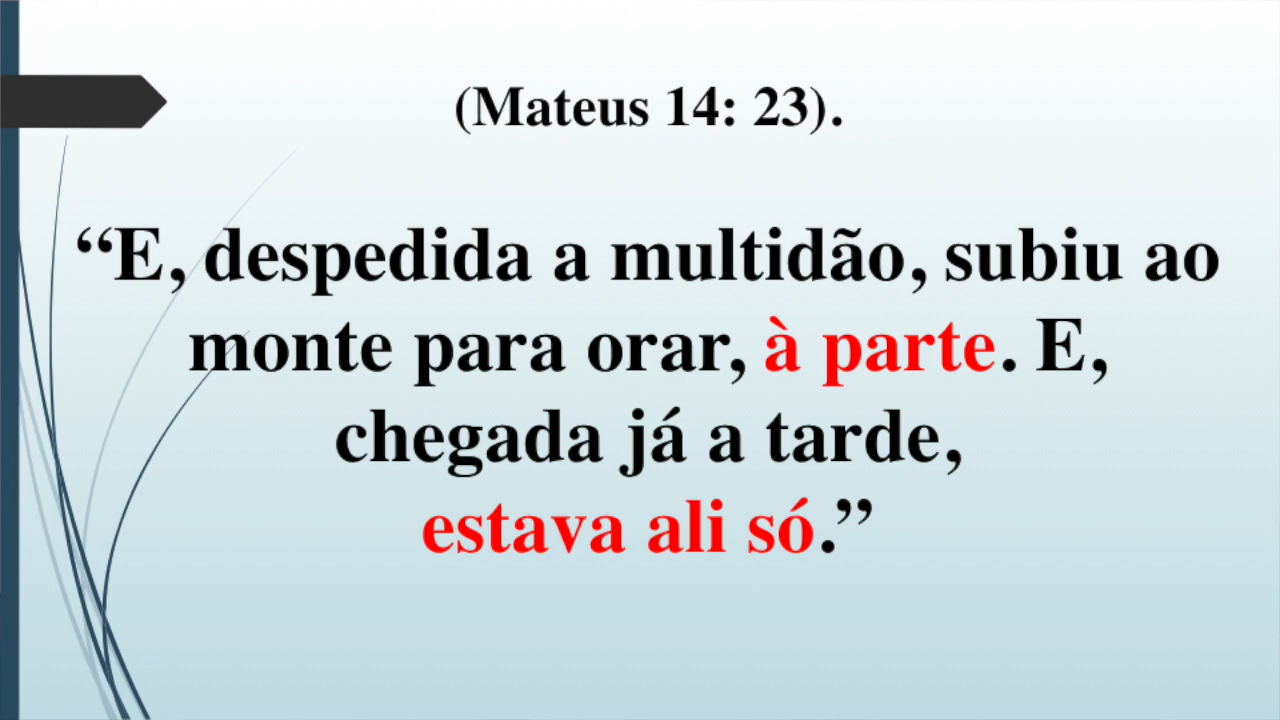 (Mateus 14: 23).
“E, despedida a multidão, subiu ao
monte para orar, à parte. E,
chegada já a tarde,
estava ali só.”